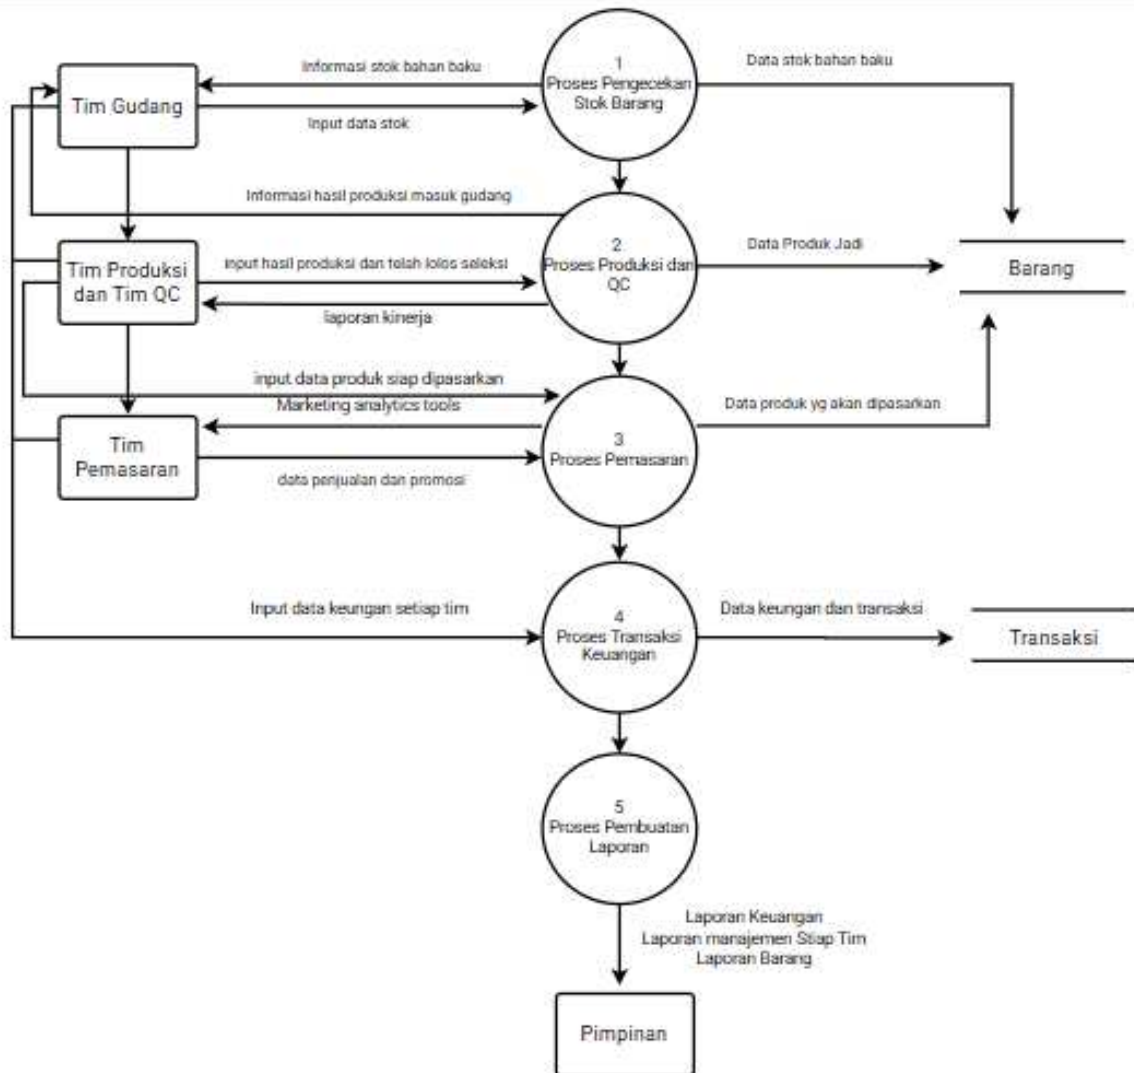 Informasi stok bahan baku
1
Proses Pengecekan
Stok Barang
Data stok bahan baku
Tim Gudang
Input data stok
Informasi hasil produksi masuk gudang
2
Proses Produksi dan
QC
Data Produk Jadi
Barang
Tim Produksi
dan Tim QC
input hasil produksi dan telah lolos seleksi
laporan kinerja
input data produk siap dipasarkan
Marketing analytics tools
3
Proses Pemasaran
Data produk yg akan dipasarkan
Tim
Pemasaran
data penjualan dan promosi
Input data keungan setiap tim
4
Proses Transaksi
Keuangan
Data keungan dan transaksi
Transaksi
5
Proses Pembuatan
Laporan
Laporan Keuangan
Laporan manajemen Stiap Tim
Laporan Barang
Pimpinan